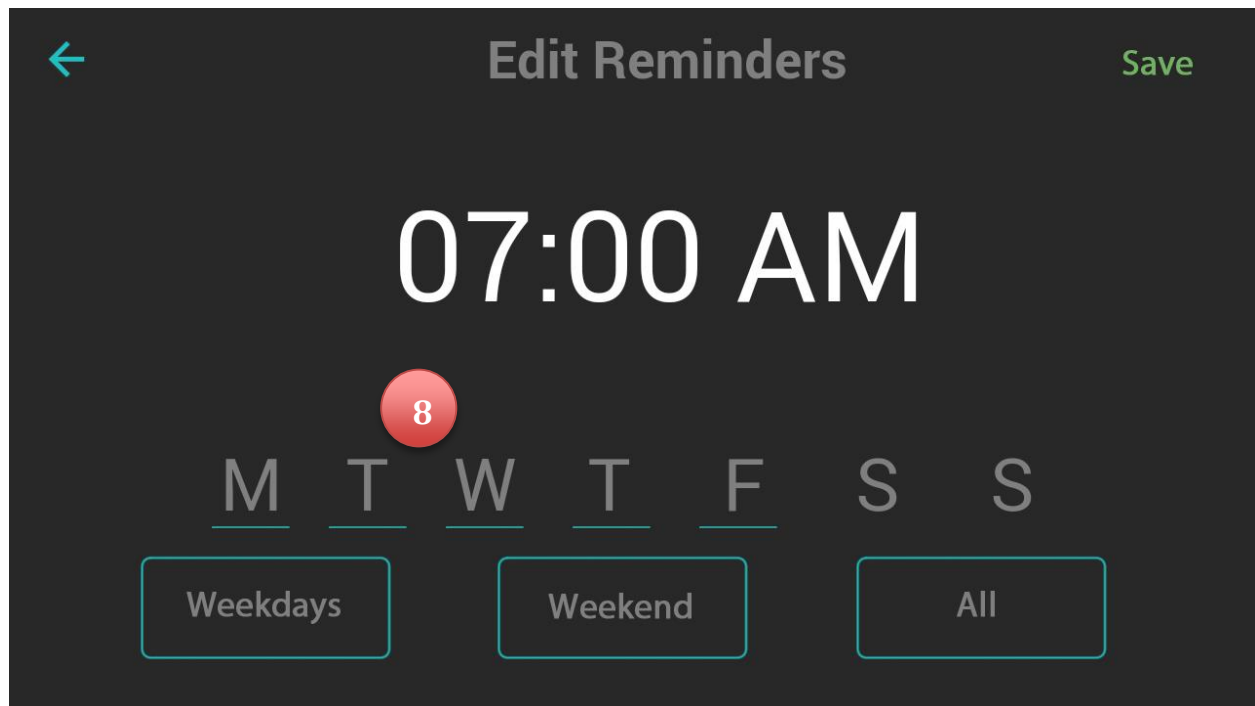 Edit Reminders Save
07:00 AM
8
M T W T F S S
Weekdays Weekend All